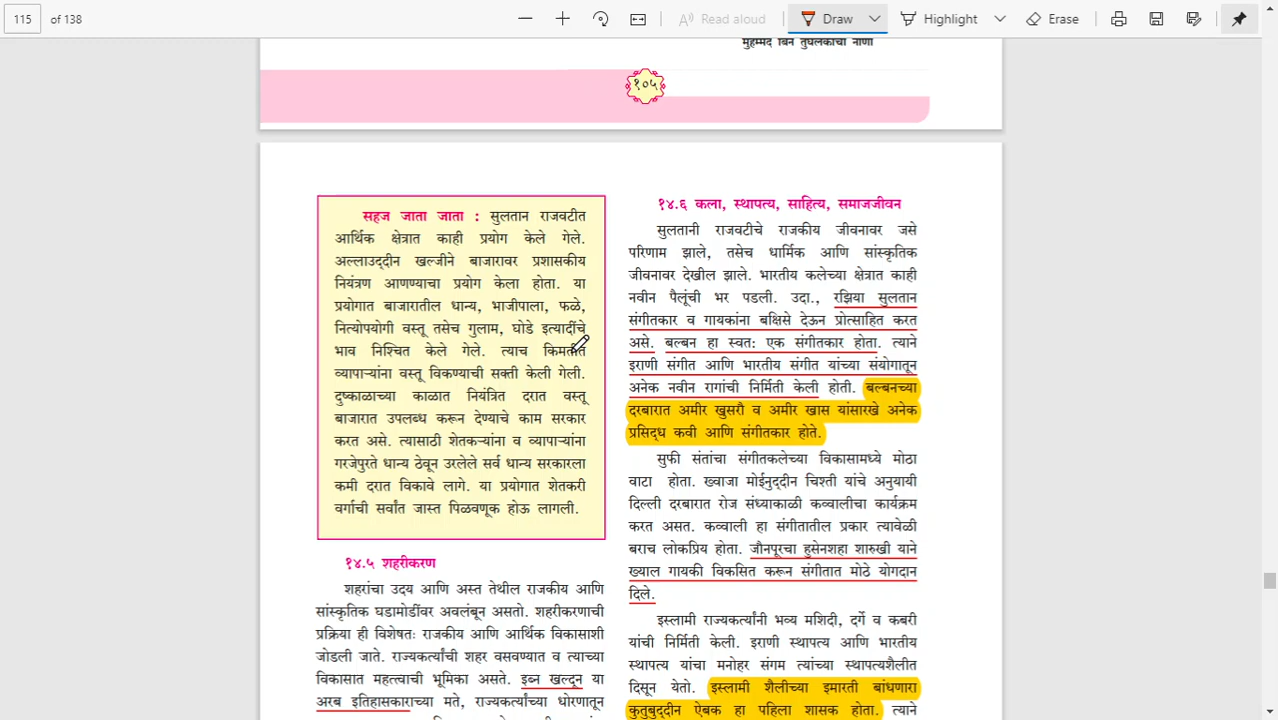 115 of 138 Read aloud Draw Highlight Erase
मुहम्मद बिन तुघलकाची नाणी
१०५
सहज जाता जाता : सुलतान राजवटीत
आर्थिक क्षेत्रात काही प्रयोग केले गेले.
अल्लाउद्‌दीन खल्जीने बाजारावर प्रशासकीय
नियंत्रण आणण्याचा प्रयोग केला होता. या
प्रयोगात बाजारातील धान्य, भाजीपाला, फळे,
नित्योपयोगी वस्तू तसेच गुलाम, घोडे इत्यादींचे
भाव निश्चित केले गेले. त्याच किमतीत
व्यापाऱ्यांना वस्तू विकण्याची सक्ती केली गेली.
दुष्काळाच्या काळात नियंत्रित दरात वस्तू
बाजारात उपलब्ध करून देण्याचे काम सरकार
करत असे. त्यासाठी शेतकऱ्यांना व व्यापाऱ्यांना
गरजेपुरते धान्य ठेवून उरलेले सर्व धान्य सरकारला
कमी दरात विकावे लागे. या प्रयोगात शेतकरी
वर्गाची सर्वांत जास्त पिळवणूक होऊ लागली.
१४.५ शहरीकरण
शहरांचा उदय आणि अस्त तेथील राजकीय आणि
सांस्कृतिक घडामोडींवर अवलंबून असतो. शहरीकरणाची
प्रक्रिया ही विशेषतः राजकीय आणि आर्थिक विकासाशी
जोडली जाते. राज्यकर्त्यांची शहर वसवण्यात व त्याच्या
विकासात महत्त्वाची भूमिका असते. इब्न खल्दून या
अरब इतिहासकाराच्या मते, राज्यकर्त्यांच्या धोरणातून
१४.६ कला, स्थापत्य, साहित्य, समाजजीवन
सुलतानी राजवटीचे राजकीय जीवनावर जसे
परिणाम झाले, तसेच धार्मिक आणि सांस्कृतिक
जीवनावर देखील झाले. भारतीय कलेच्या क्षेत्रात काही
नवीन पैलूंची भर पडली. उदा., रझिया सुलतान
संगीतकार व गायकांना बक्षिसे देऊन प्रोत्साहित करत
असे. बल्बन हा स्वतः एक संगीतकार होता. त्याने
इराणी संगीत आणि भारतीय संगीत यांच्या संयोगातून
अनेक नवीन रागांची निर्मिती केली होती. बल्बनच्या
दरबारात अमीर खुसरौ व अमीर खास यांसारखे अनेक
प्रसिद्ध कवी आणि संगीतकार होते.
सुफी संतांचा संगीतकलेच्या विकासामध्ये मोठा
वाटा होता. ख्वाजा मोईनुद्‌दीन चिश्ती यांचे अनुयायी
दिल्ली दरबारात रोज संध्याकाळी कव्वालीचा कार्यक्रम
करत असत. कव्वाली हा संगीतातील प्रकार त्यावेळी
बराच लोकप्रिय होता. जौनपूरचा हुसेनशहा शारुखी याने
ख्याल गायकी विकसित करून संगीतात मोठे योगदान
दिले.
इस्लामी राज्यकर्त्यांनी भव्य मशिदी, दर्गे व कबरी
यांची निर्मिती केली. इराणी स्थापत्य आणि भारतीय
स्थापत्य यांचा मनोहर संगम त्यांच्या स्थापत्यशैलीत
दिसून येतो. इस्लामी शैलीच्या इमारती बांधणारा
कुतुबुद्‌दीन ऐबक हा पहिला शासक होता. त्याने